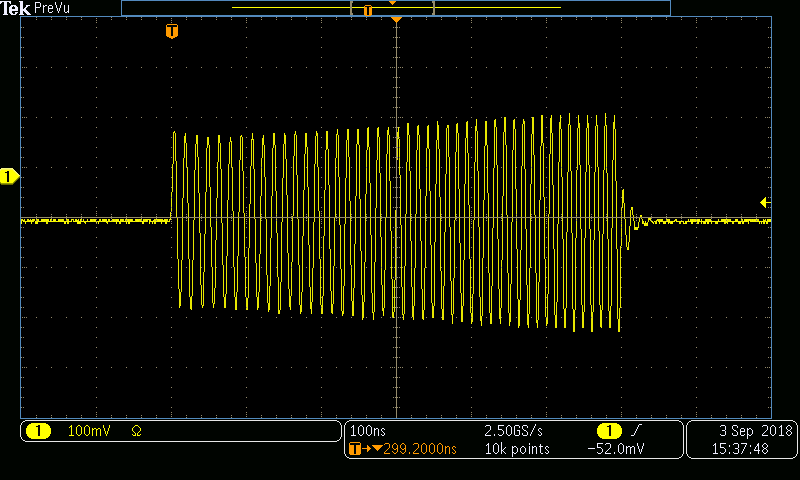 Tek PreVu
T
T
1
1 100mV Ω
100ns 2.50GS/s 1
T→▼299.2000ns 10k points −52.0mV
3 Sep 2018
15:37:48